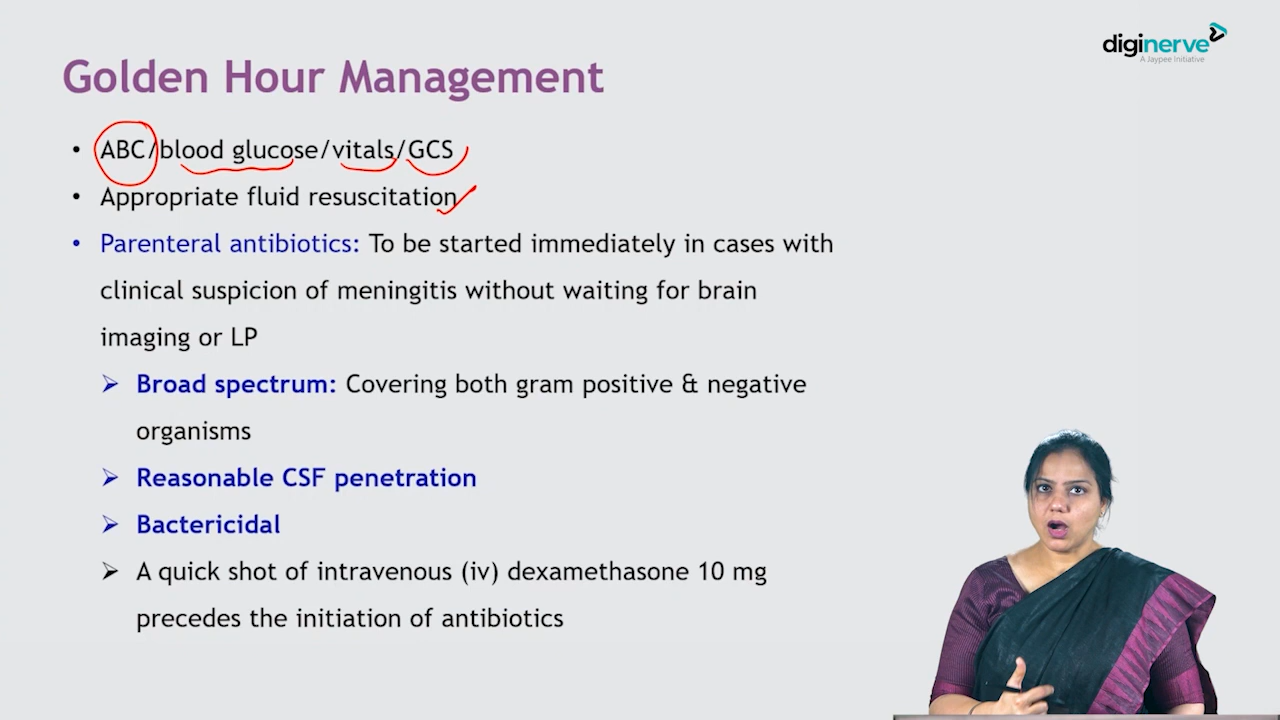 diginerve
A Jaypee Initiative
Golden Hour Management
• ABC/blood glucose/vitals/GCS
• Appropriate fluid resuscitation
• Parenteral antibiotics: To be started immediately in cases with
clinical suspicion of meningitis without waiting for brain
imaging or LP
➢ Broad spectrum: Covering both gram positive & negative
organisms
➢ Reasonable CSF penetration
➢ Bactericidal
➢ A quick shot of intravenous (iv) dexamethasone 10 mg
precedes the initiation of antibiotics